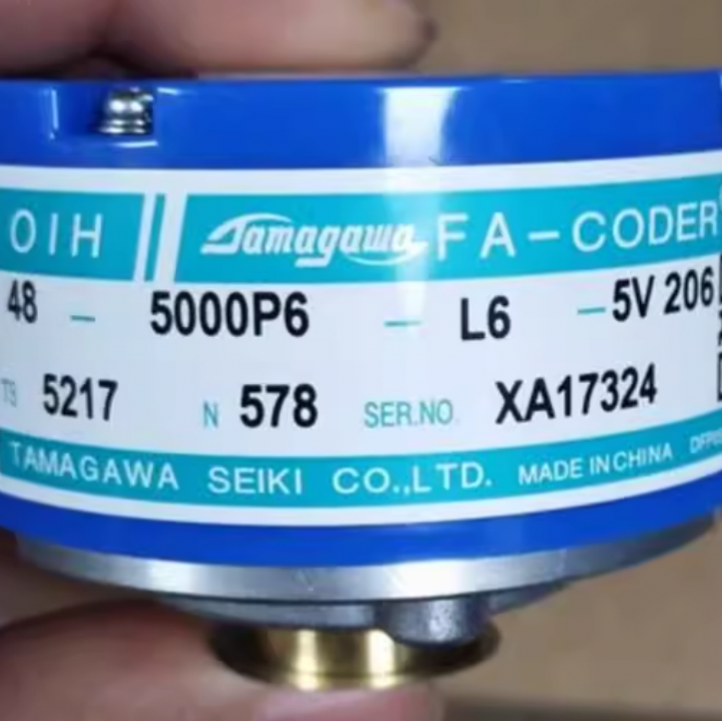 OIH Tamagawa FA-CODER
48 - 5000P6 - L6 - 5V 206
TS 5217 N 578 SER.NO. XA17324
TAMAGAWA SEIKI CO.,LTD. MADE IN CHINA